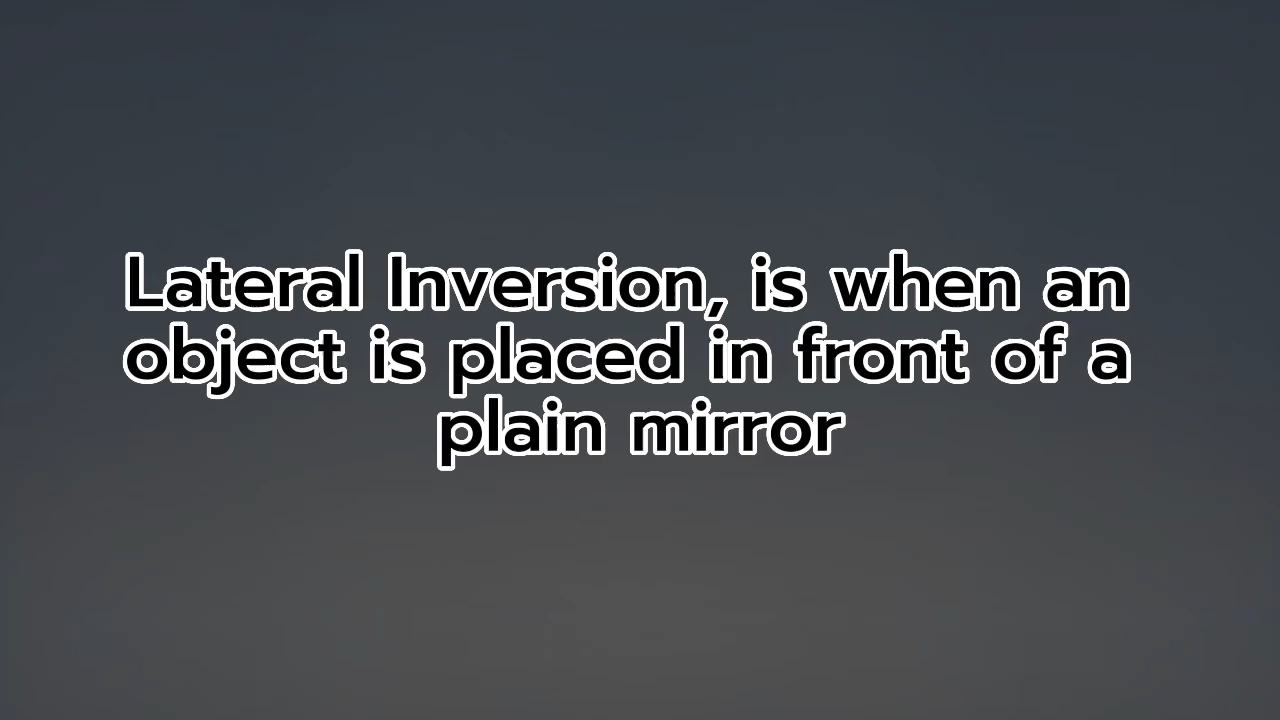 Lateral Inversion, is when an
object is placed in front of a
plain mirror